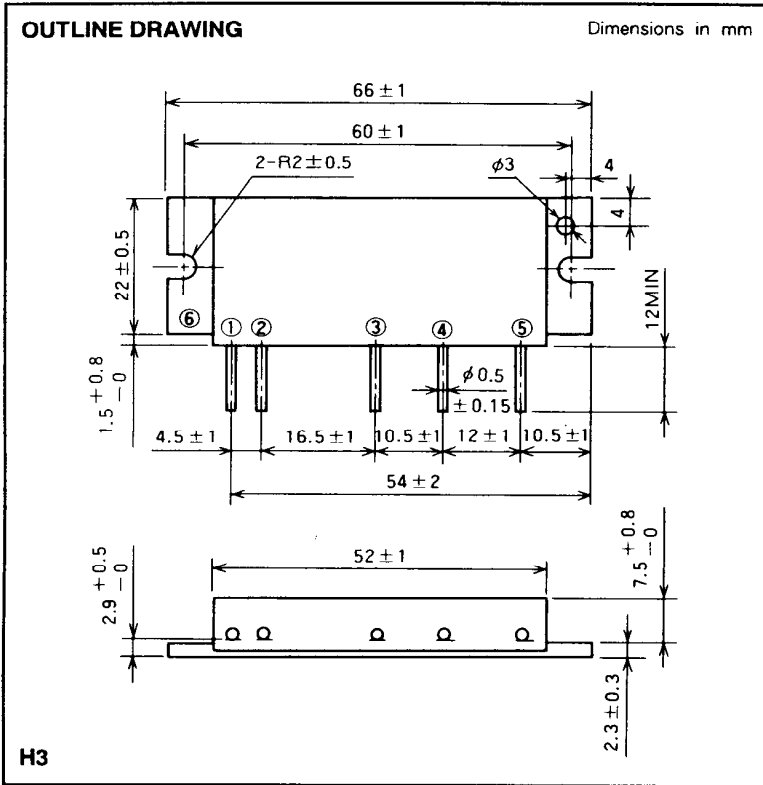 OUTLINE DRAWING
Dimensions in mm
66 ± 1
60 ± 1
2-R2 ± 0.5
φ3
4
4
22 ± 0.5
⑥
①
②
③
④
⑤
12MIN
1.5 +0.8 −0
φ0.5
±0.15
4.5 ± 1
16.5 ± 1
10.5 ± 1
12 ± 1
10.5 ± 1
54 ± 2
52 ± 1
2.9 +0.5 −0
7.5 +0.8 −0
2.3 ± 0.3
H3